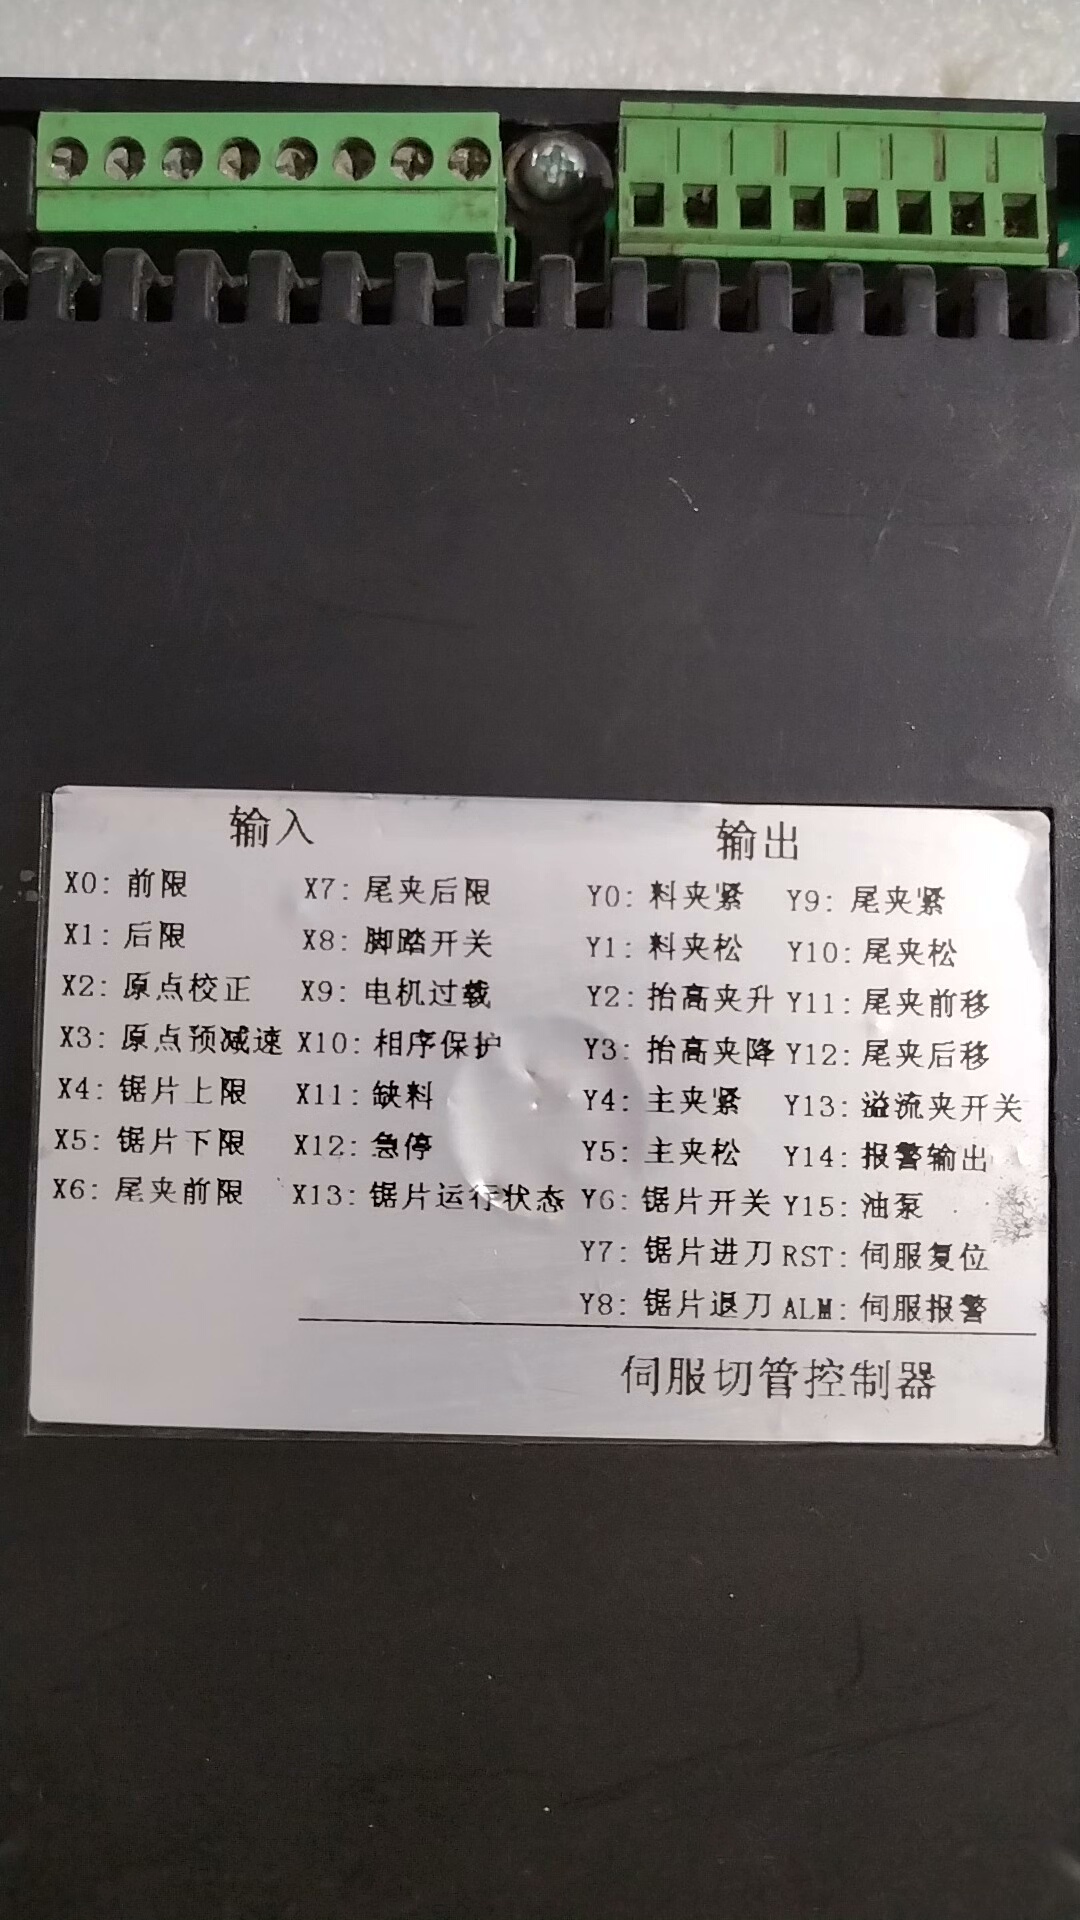 输入 输出
X0: 前限 X7: 尾夹后限 Y0: 料夹紧 Y9: 尾夹紧
X1: 后限 X8: 脚踏开关 Y1: 料夹松 Y10: 尾夹松
X2: 原点校正 X9: 电机过载 Y2: 抬高夹升 Y11: 尾夹前移
X3: 原点预减速 X10: 相序保护 Y3: 抬高夹降 Y12: 尾夹后移
X4: 锯片上限 X11: 缺料 Y4: 主夹紧 Y13: 溢流夹开关
X5: 锯片下限 X12: 急停 Y5: 主夹松 Y14: 报警输出
X6: 尾夹前限 X13: 锯片运行状态 Y6: 锯片开关 Y15: 油泵
Y7: 锯片进刀 RST: 伺服复位
Y8: 锯片退刀 ALM: 伺服报警
伺服切管控制器